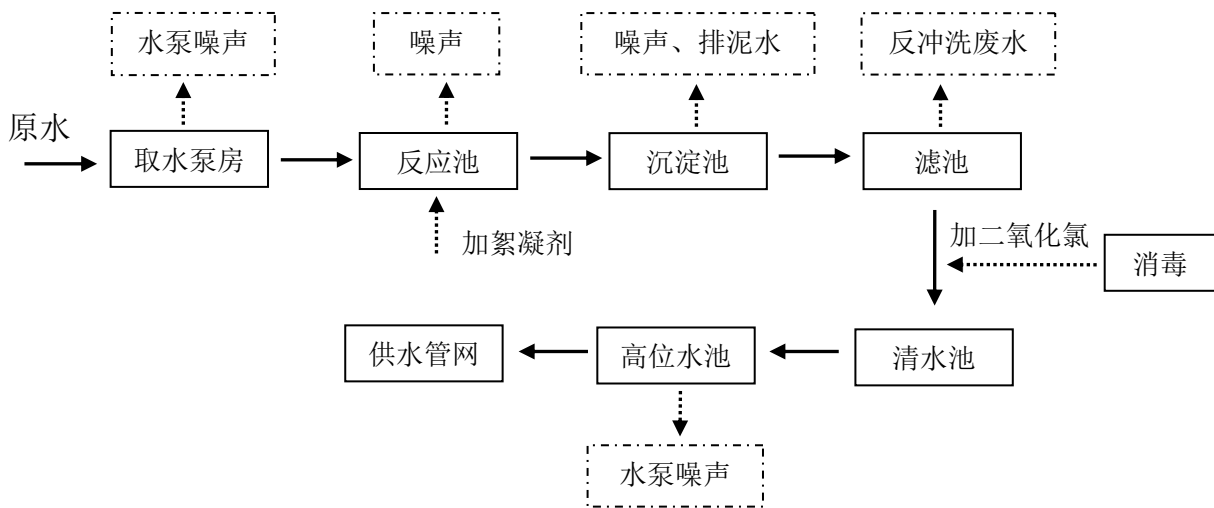 水泵噪声
噪声
噪声、排泥水
反冲洗废水
原水
取水泵房
反应池
沉淀池
滤池
加絮凝剂
加二氧化氯
消毒
供水管网
高位水池
清水池
水泵噪声